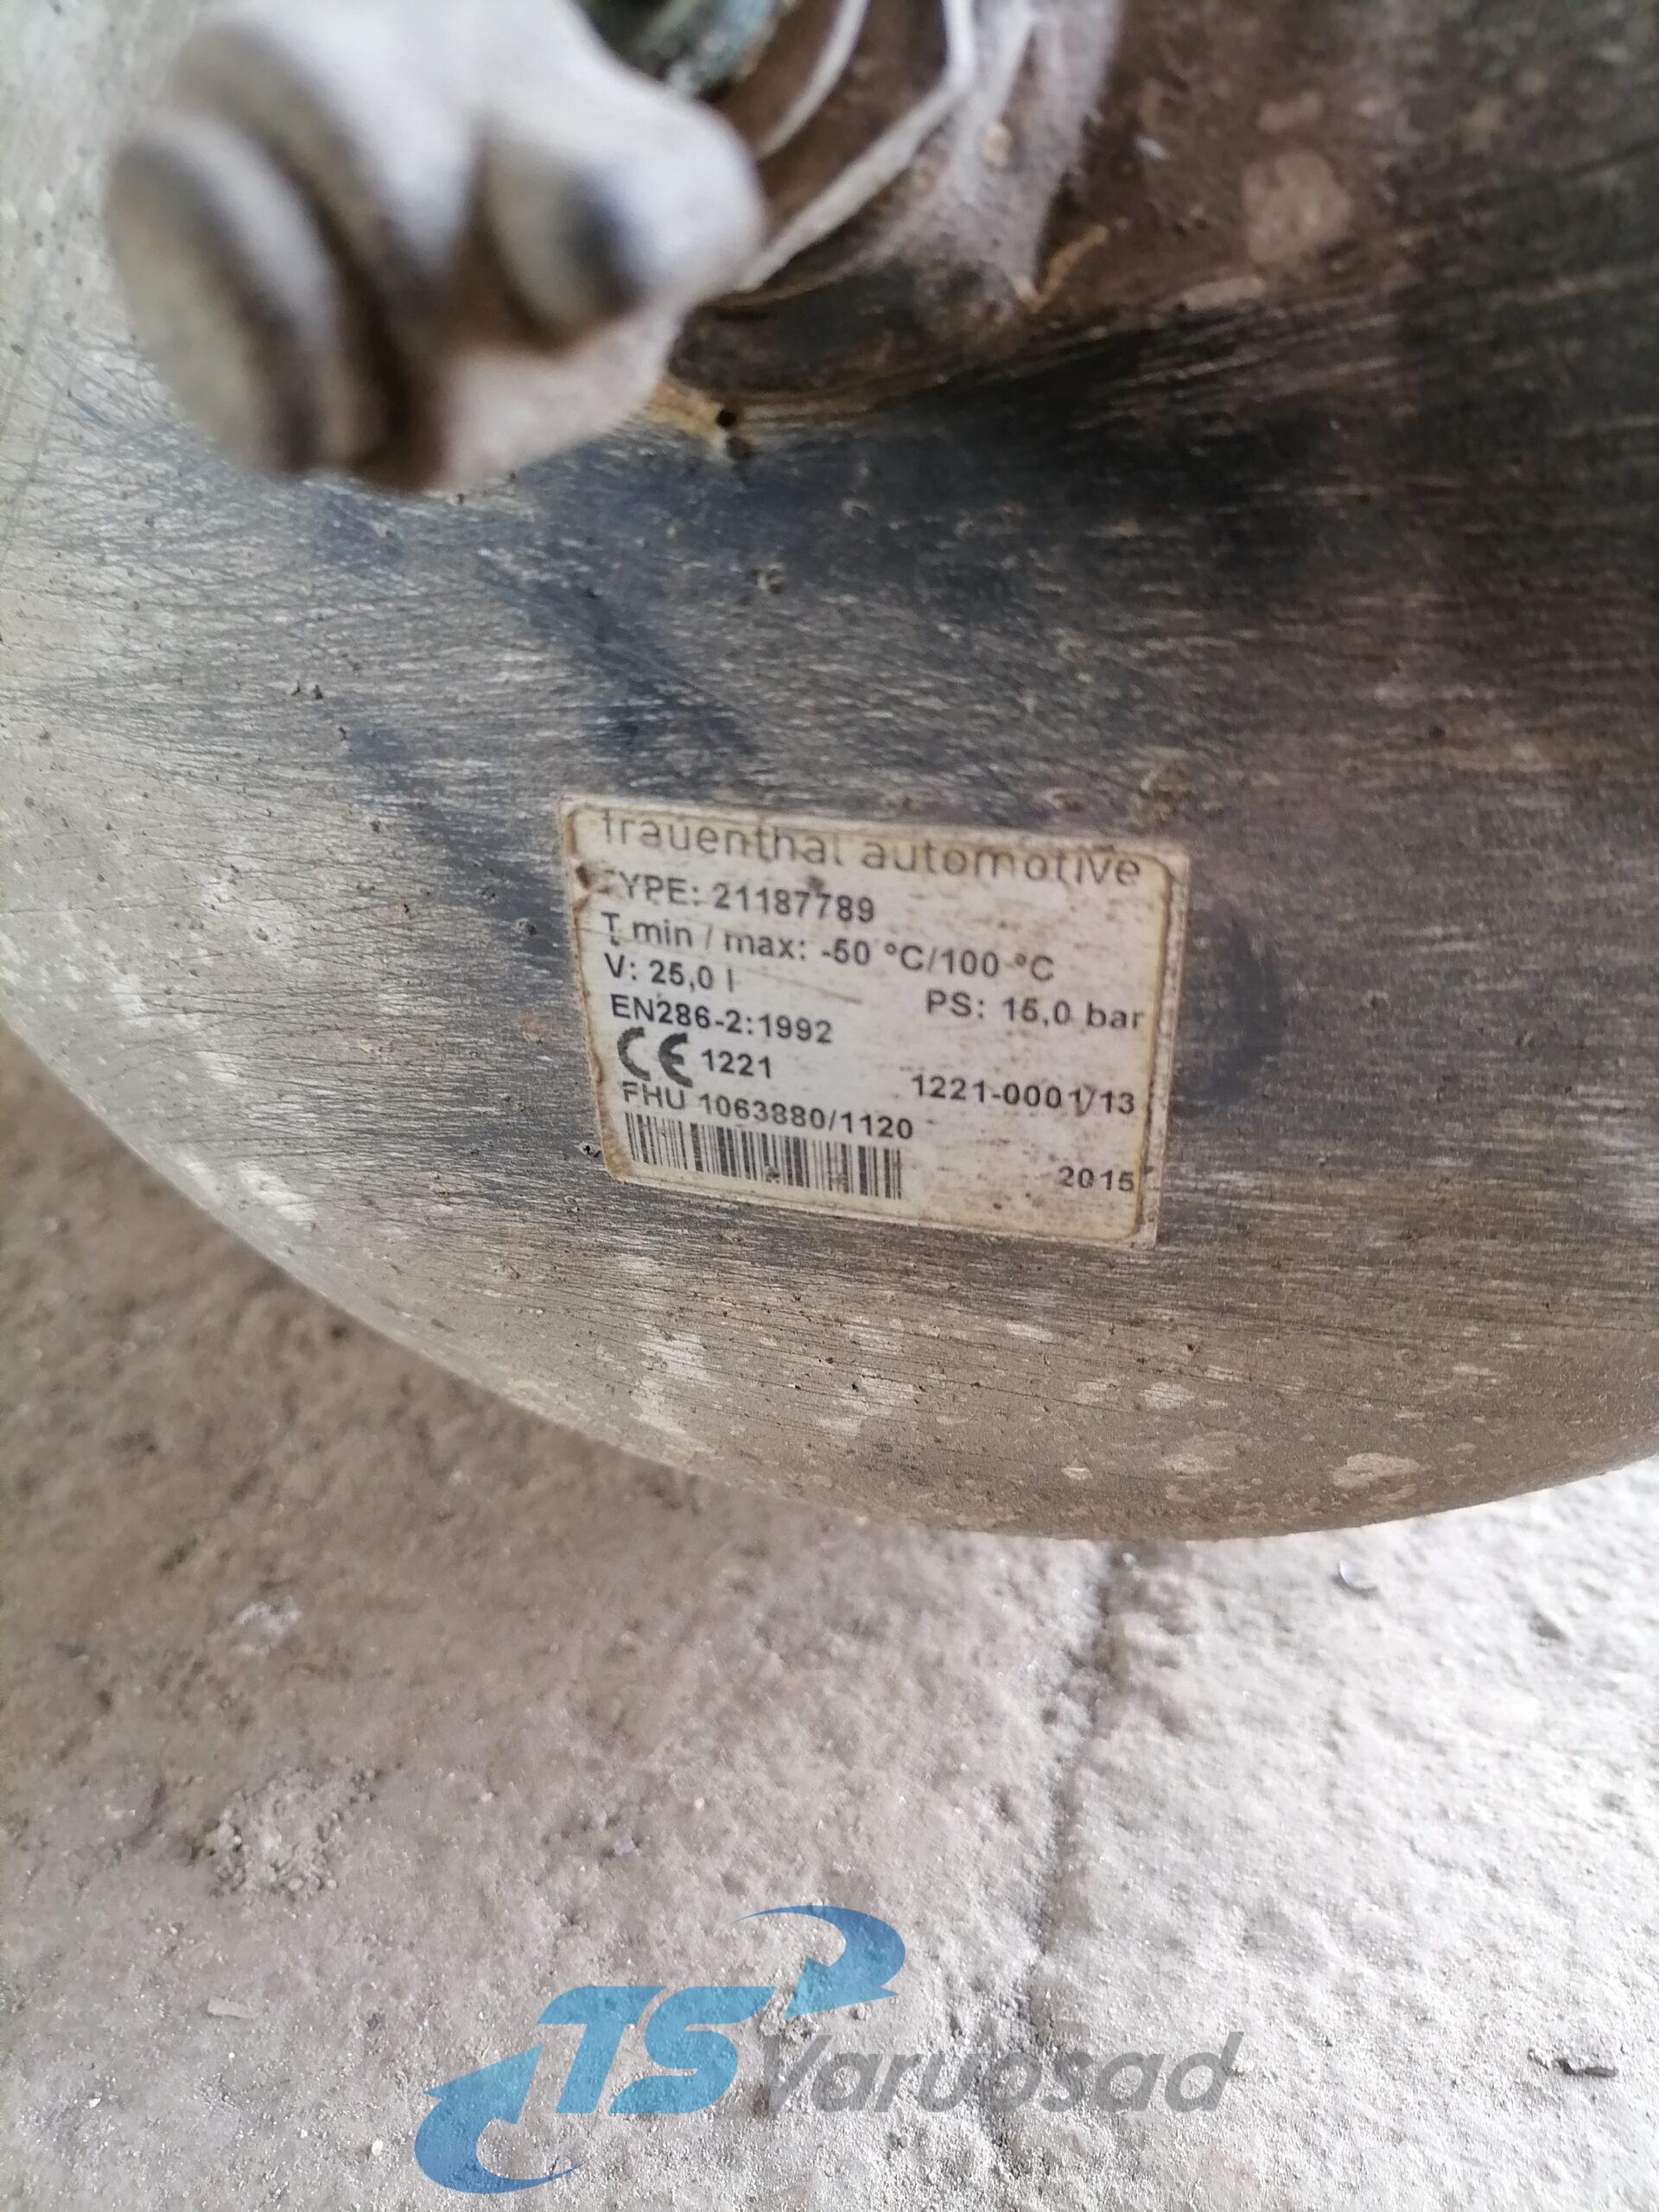 frauenthal automotive
TYPE: 21187789
T min / max: -50 °C/100 °C
V: 25,0 l PS: 15,0 bar
EN286-2:1992
CE 1221 1221-0001/13
FHU 1063880/1120
2015
TS Varuosad